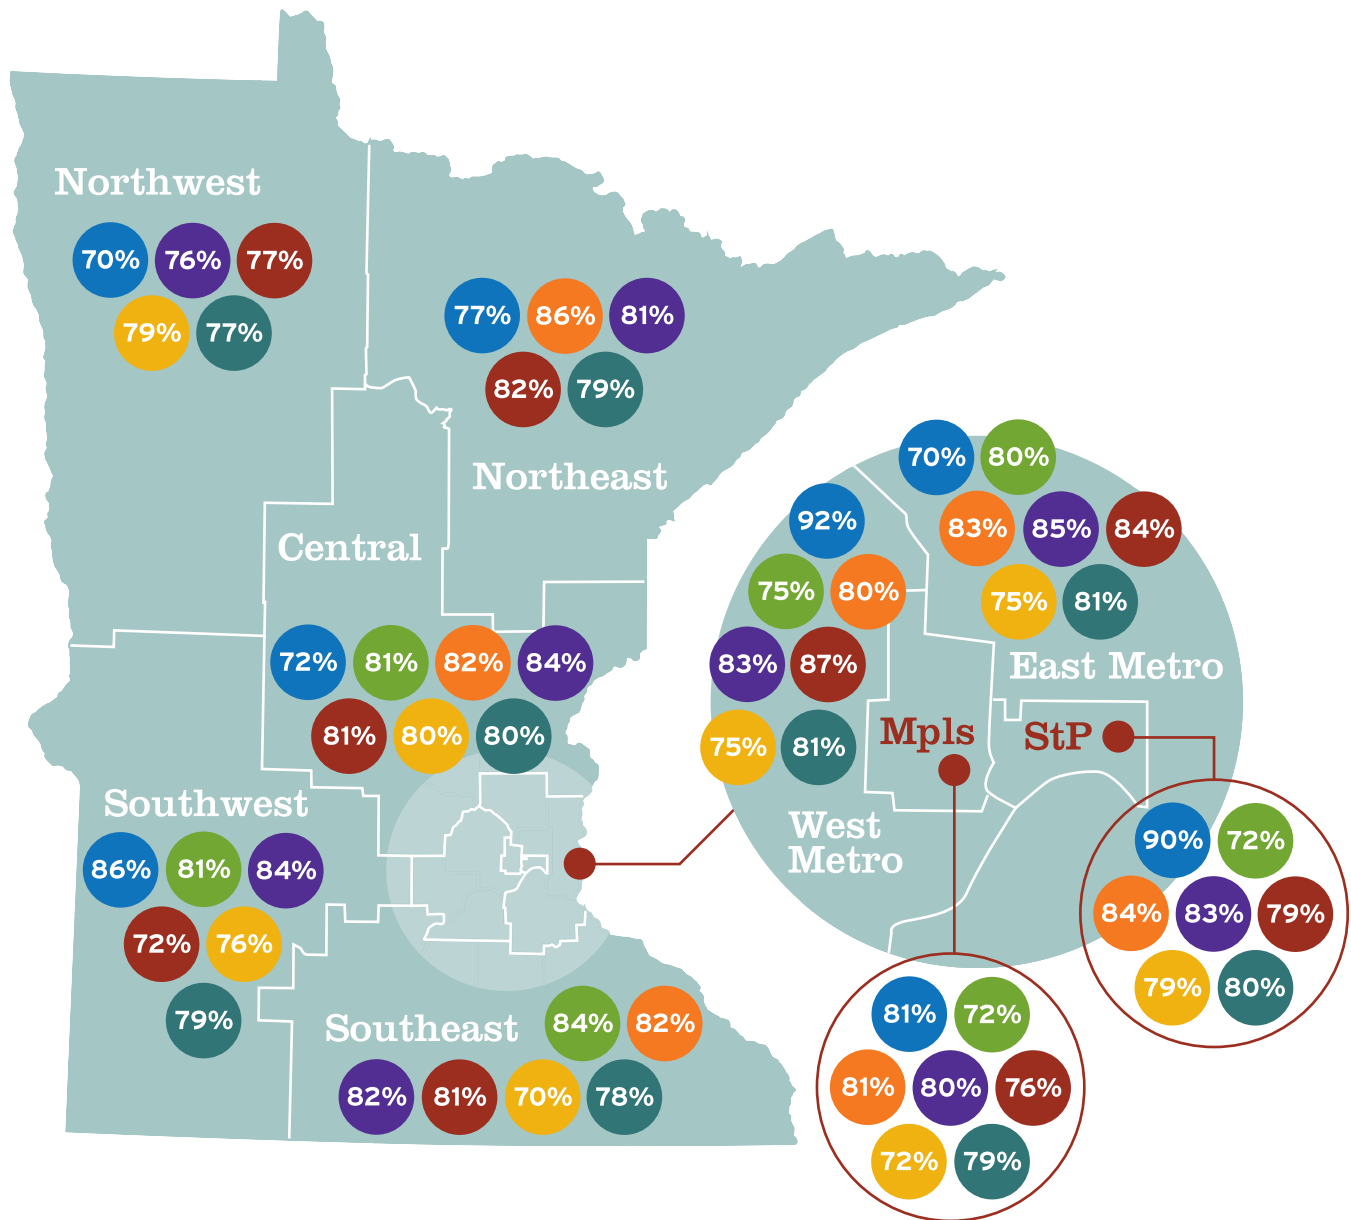 Northwest
70% 76% 77%
79% 77%
77% 86% 81%
82% 79%
Northeast
Central
72% 81% 82% 84%
81% 80% 80%
Southwest
86% 81% 84%
72% 76%
79%
Southeast
84% 82%
82% 81% 70% 78%
70% 80%
83% 85% 84%
75% 81%
East Metro
92%
75% 80%
83% 87%
75% 81%
West
Metro
Mpls
StP
90% 72%
84% 83% 79%
79% 80%
81% 72%
81% 80% 76%
72% 79%